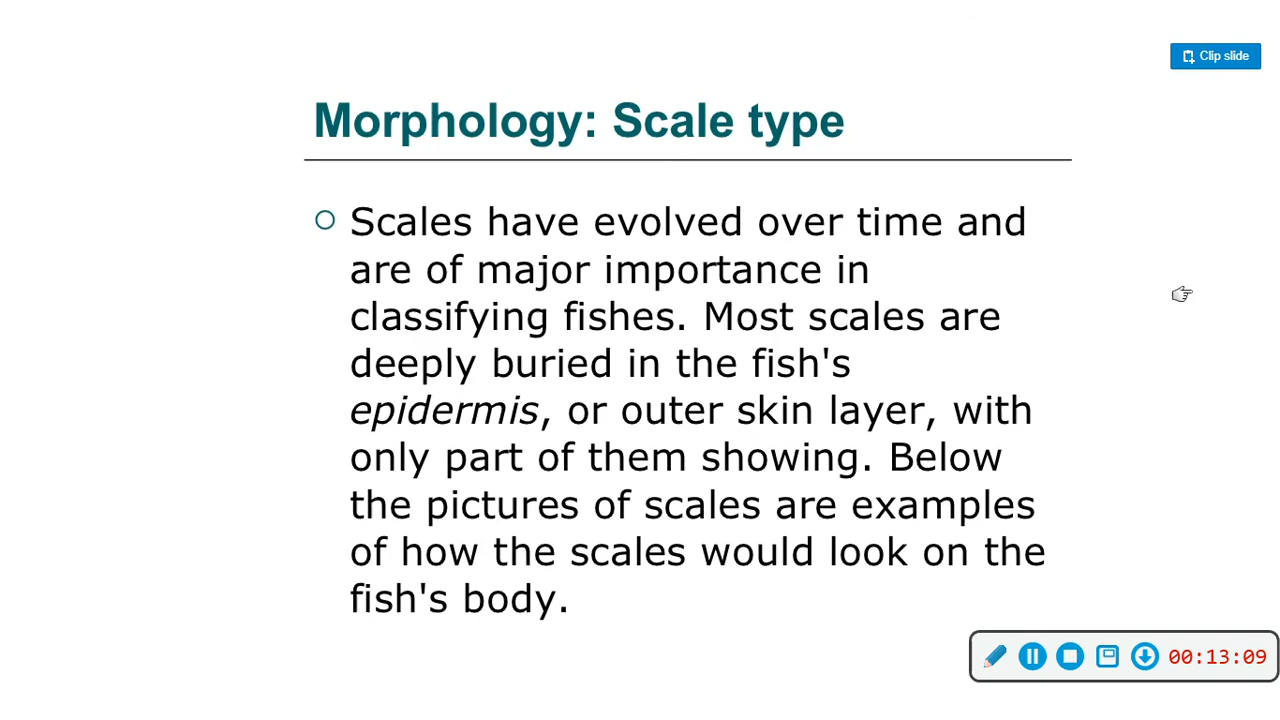 Clip slide
Morphology: Scale type
Scales have evolved over time and
are of major importance in
classifying fishes. Most scales are
deeply buried in the fish's
epidermis, or outer skin layer, with
only part of them showing. Below
the pictures of scales are examples
of how the scales would look on the
fish's body.
00:13:09